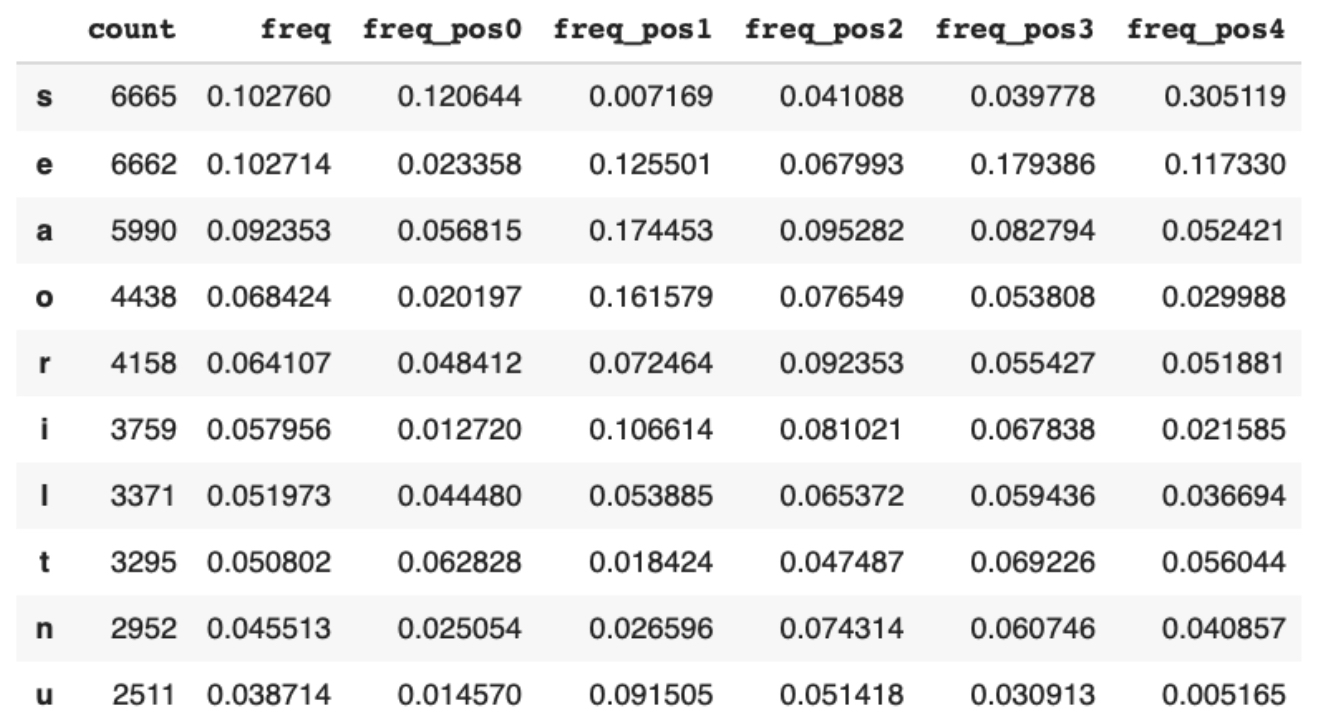 count freq freq_pos0 freq_pos1 freq_pos2 freq_pos3 freq_pos4
s 6665 0.102760 0.120644 0.007169 0.041088 0.039778 0.305119
e 6662 0.102714 0.023358 0.125501 0.067993 0.179386 0.117330
a 5990 0.092353 0.056815 0.174453 0.095282 0.082794 0.052421
o 4438 0.068424 0.020197 0.161579 0.076549 0.053808 0.029988
r 4158 0.064107 0.048412 0.072464 0.092353 0.055427 0.051881
i 3759 0.057956 0.012720 0.106614 0.081021 0.067838 0.021585
l 3371 0.051973 0.044480 0.053885 0.065372 0.059436 0.036694
t 3295 0.050802 0.062828 0.018424 0.047487 0.069226 0.056044
n 2952 0.045513 0.025054 0.026596 0.074314 0.060746 0.040857
u 2511 0.038714 0.014570 0.091505 0.051418 0.030913 0.005165